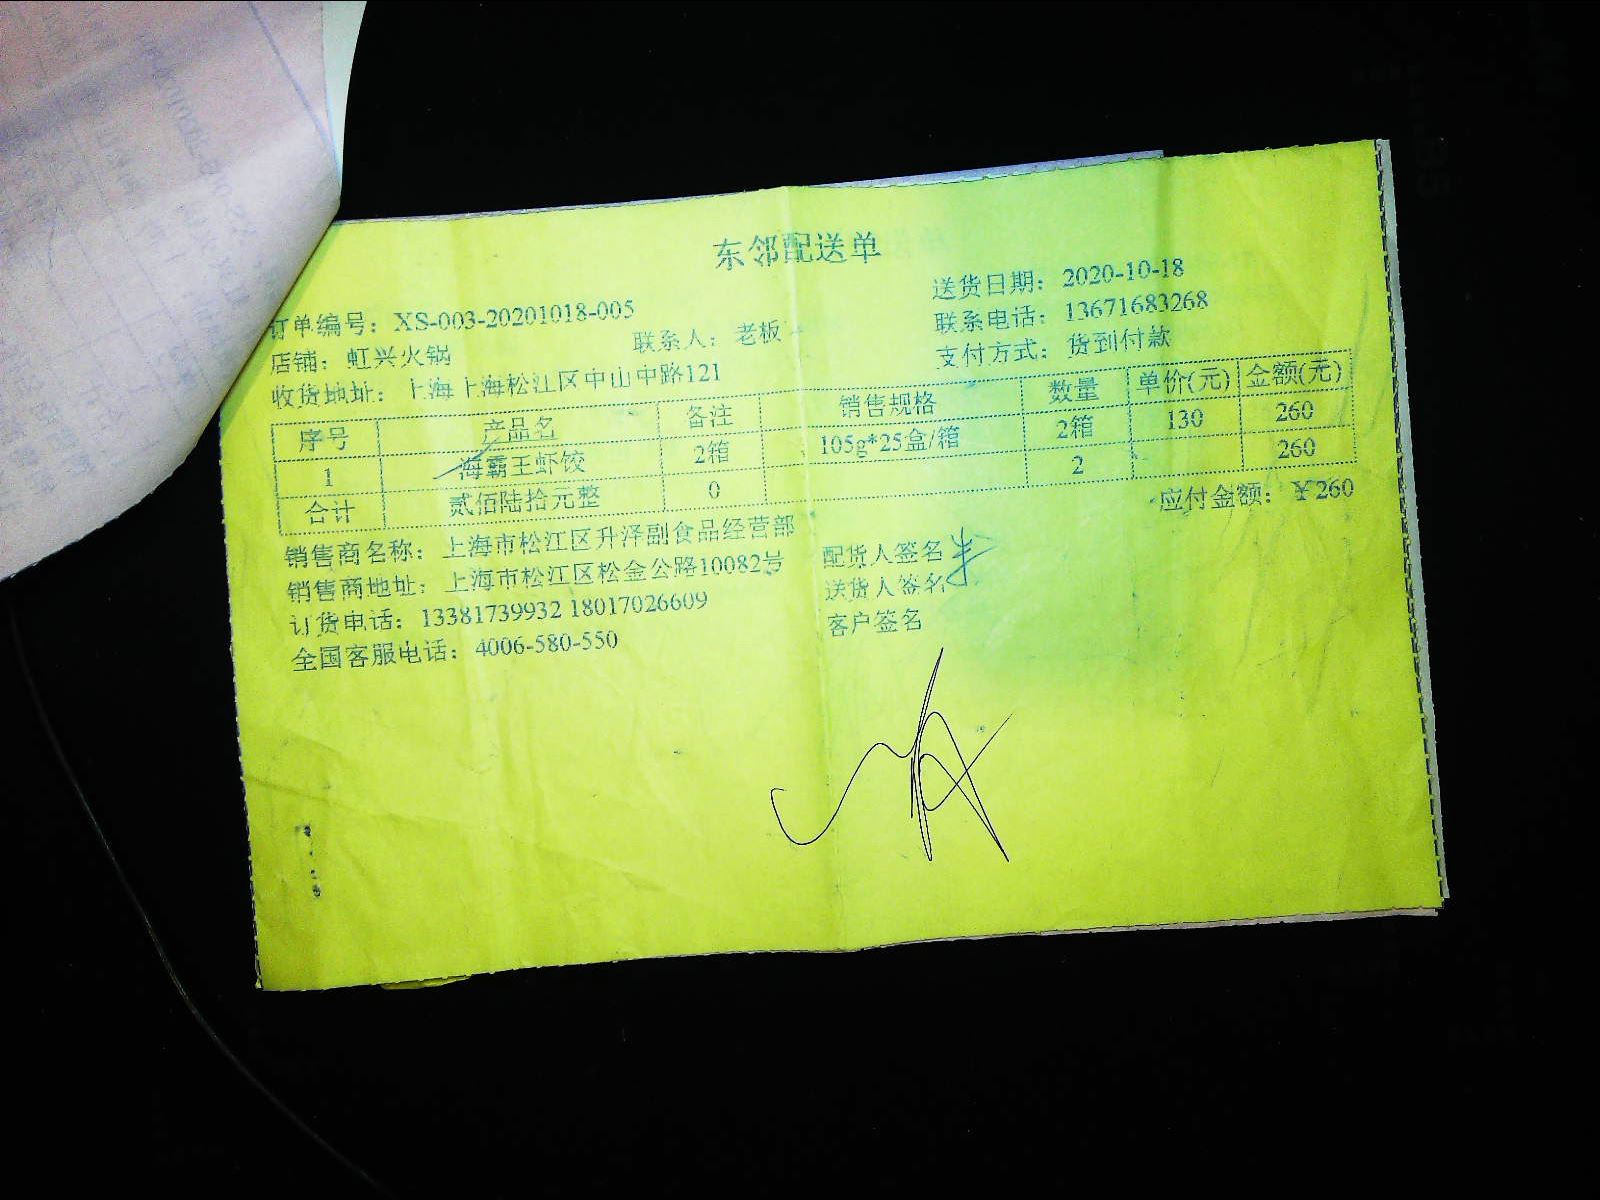 东邻配送单
订单编号：XS-003-20201018-005 送货日期：2020-10-18
店铺：虹兴火锅 联系人：老板 联系电话：13671683268
收货地址：上海上海松江区中山中路121 支付方式：货到付款
序号 产品名 备注 销售规格 数量 单价(元) 金额(元)
1 海霸王虾饺 2箱 105g*25盒/箱 2箱 130 260
合计 贰佰陆拾元整 0 2 260
应付金额：¥260
销售商名称：上海市松江区升泽副食品经营部 配货人签名
销售商地址：上海市松江区松金公路10082号 送货人签名
订货电话：13381739932 18017026609 客户签名
全国客服电话：4006-580-550